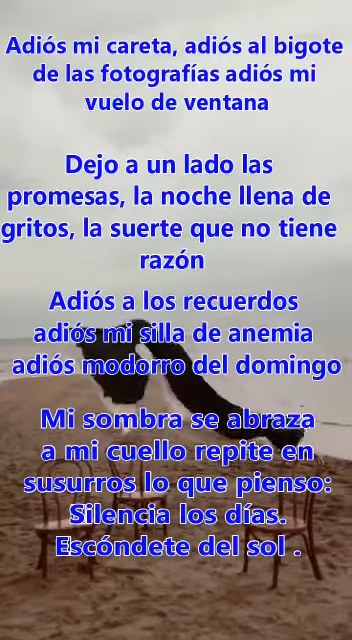 Adiós mi careta, adiós al bigote
de las fotografías adiós mi
vuelo de ventana
Dejo a un lado las
promesas, la noche llena de
gritos, la suerte que no tiene
razón
Adiós a los recuerdos
adiós mi silla de anemia
adiós modorro del domingo
Mi sombra se abraza
a mi cuello repite en
susurros lo que pienso:
Silencia los días.
Escóndete del sol .